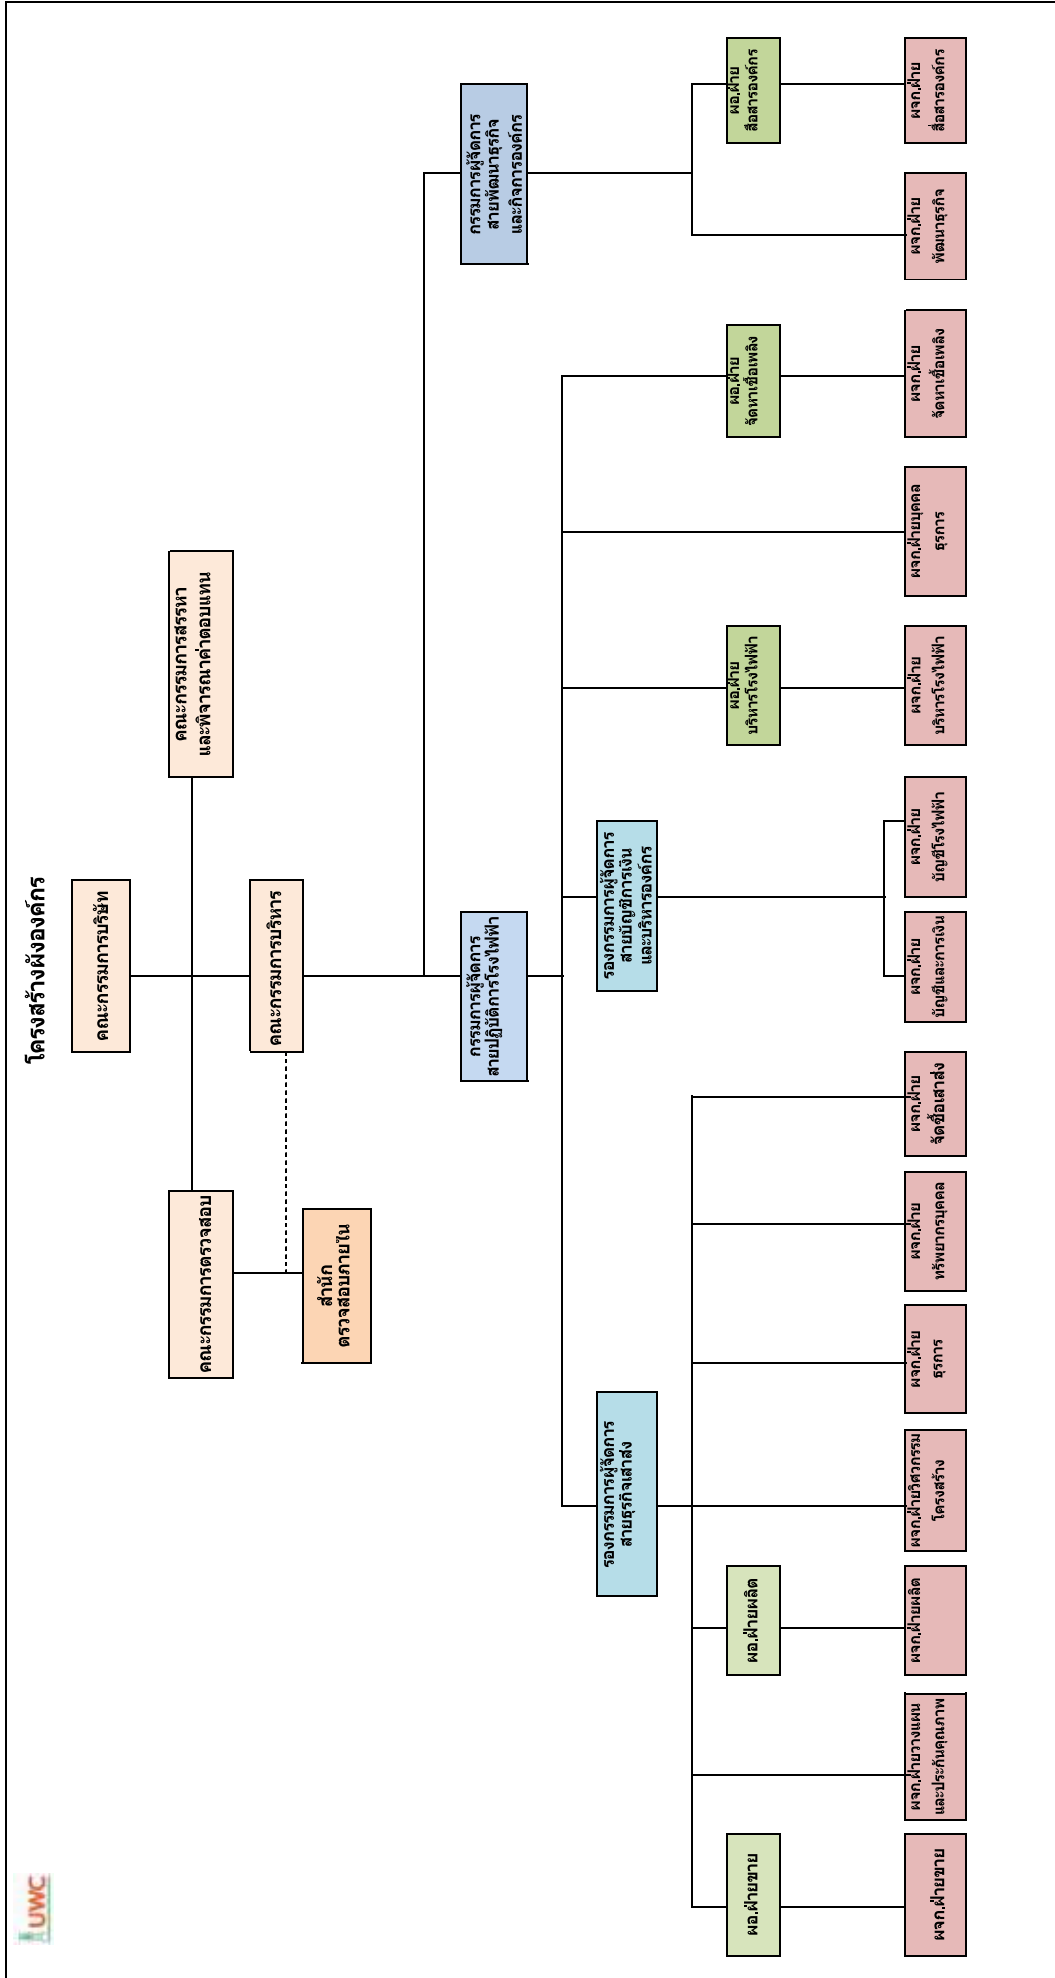 UWC
โครงสร้างผังองค์กร
คณะกรรมการบริษัท
คณะกรรมการตรวจสอบ
คณะกรรมการสรรหา
และพิจารณาค่าตอบแทน
คณะกรรมการบริหาร
สำนัก
ตรวจสอบภายใน
กรรมการผู้จัดการ
สายปฏิบัติการโรงไฟฟ้า
กรรมการผู้จัดการ
สายพัฒนาธุรกิจ
และกิจการองค์กร
รองกรรมการผู้จัดการ
สายธุรกิจเสาส่ง
รองกรรมการผู้จัดการ
สายบัญชีการเงิน
และบริหารองค์กร
ผอ.ฝ่ายขาย
ผอ.ฝ่ายผลิต
ผอ.ฝ่าย
บริหารโรงไฟฟ้า
ผอ.ฝ่าย
จัดหาเชื้อเพลิง
ผอ.ฝ่าย
สื่อสารองค์กร
ผจก.ฝ่ายขาย
ผจก.ฝ่ายวางแผน
และประกันคุณภาพ
ผจก.ฝ่ายผลิต
ผจก.ฝ่ายวิศวกรรม
โครงสร้าง
ผจก.ฝ่าย
ธุรการ
ผจก.ฝ่าย
ทรัพยากรบุคคล
ผจก.ฝ่าย
จัดซื้อเสาส่ง
ผจก.ฝ่าย
บัญชีและการเงิน
ผจก.ฝ่าย
บัญชีโรงไฟฟ้า
ผจก.ฝ่าย
บริหารโรงไฟฟ้า
ผจก.ฝ่ายบุคคล
ธุรการ
ผจก.ฝ่าย
จัดหาเชื้อเพลิง
ผจก.ฝ่าย
พัฒนาธุรกิจ
ผจก.ฝ่าย
สื่อสารองค์กร